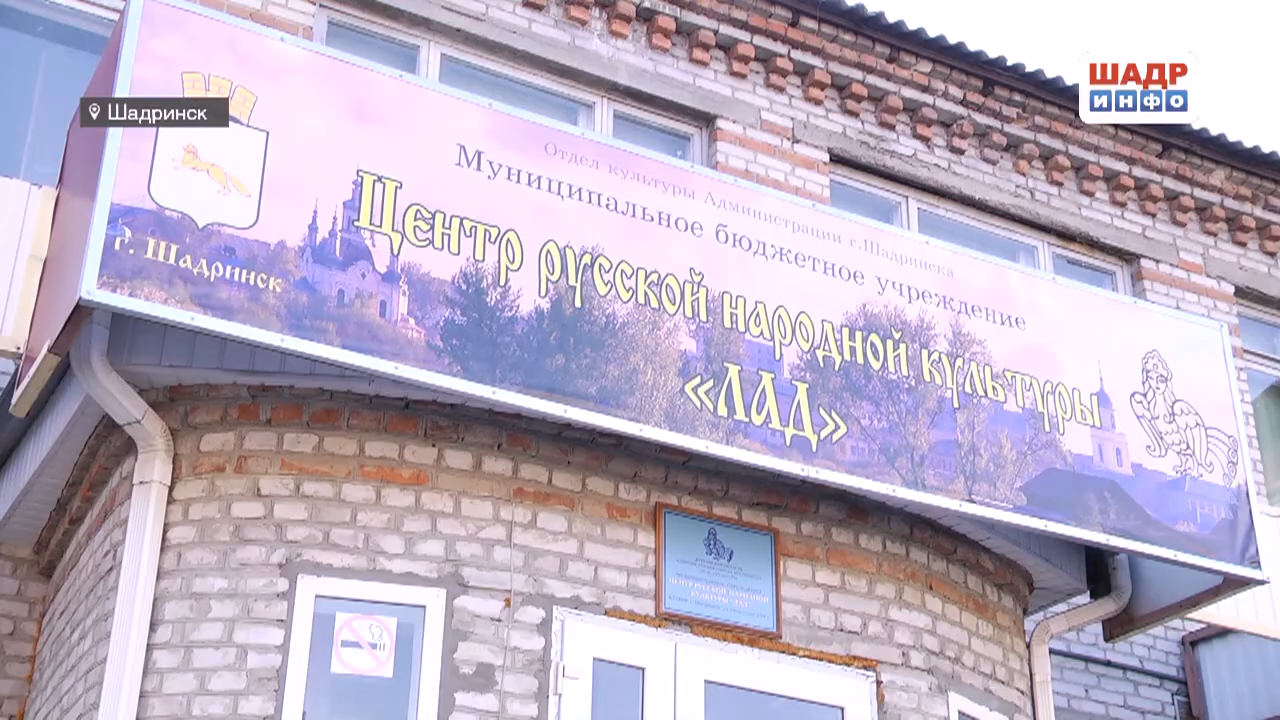 ШАДР
ИНФО
Шадринск
Отдел культуры Администрации г.Шадринска
Муниципальное бюджетное учреждение
Центр русской народной культуры
«ЛАД»
г. Шадринск
ЦЕНТР РУССКОЙ НАРОДНОЙ
КУЛЬТУРЫ "ЛАД"